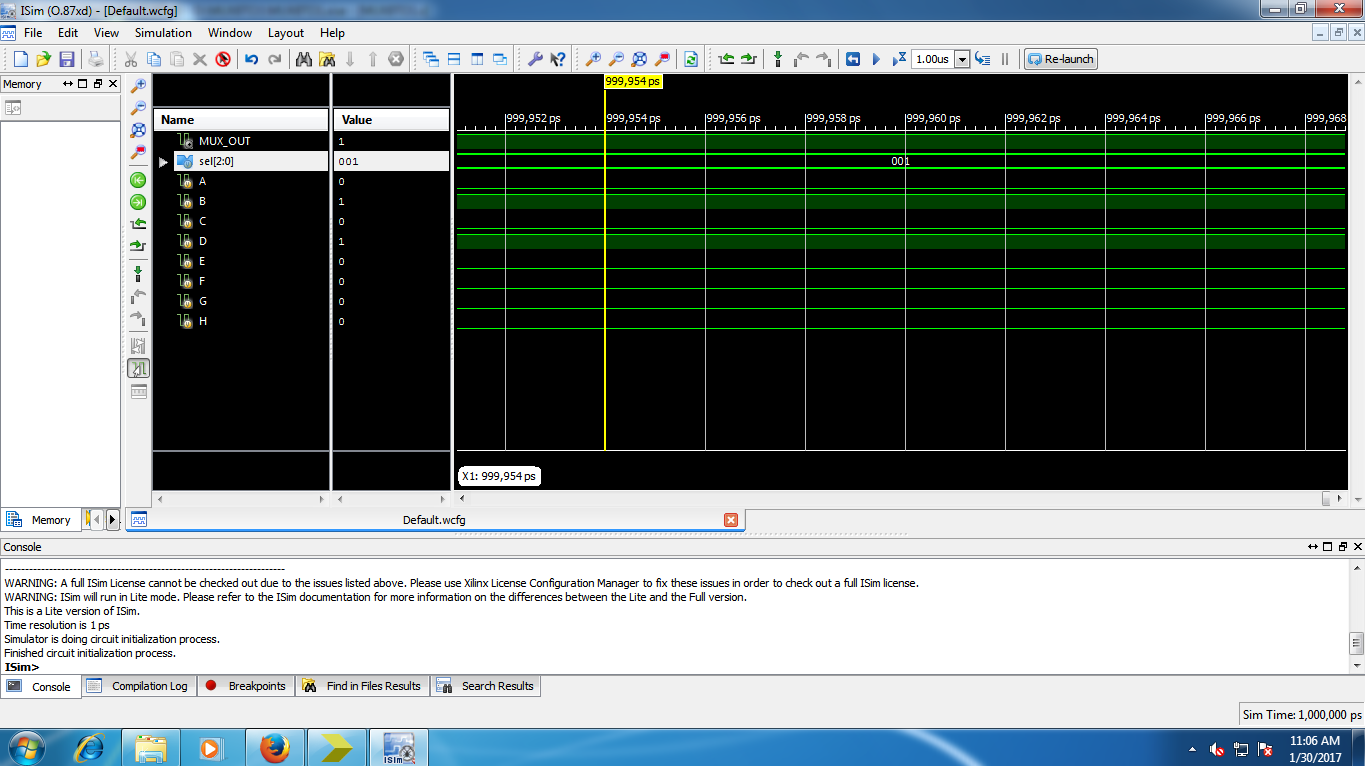 ISim (O.87xd) - [Default.wcfg]
File Edit View Simulation Window Layout Help
1.00us Re-launch
Memory
Name Value
MUX_OUT 1
sel[2:0] 001
A 0
B 1
C 0
D 1
E 0
F 0
G 0
H 0
999,954 ps
999,952 ps 999,954 ps 999,956 ps 999,958 ps 999,960 ps 999,962 ps 999,964 ps 999,966 ps 999,968
001
X1: 999,954 ps
Memory
Default.wcfg
Console
WARNING: A full ISim License cannot be checked out due to the issues listed above. Please use Xilinx License Configuration Manager to fix these issues in order to check out a full ISim license.
WARNING: ISim will run in Lite mode. Please refer to the ISim documentation for more information on the differences between the Lite and the Full version.
This is a Lite version of ISim.
Time resolution is 1 ps
Simulator is doing circuit initialization process.
Finished circuit initialization process.
ISim>
Console Compilation Log Breakpoints Find in Files Results Search Results
Sim Time: 1,000,000 ps
ISim
11:06 AM
1/30/2017